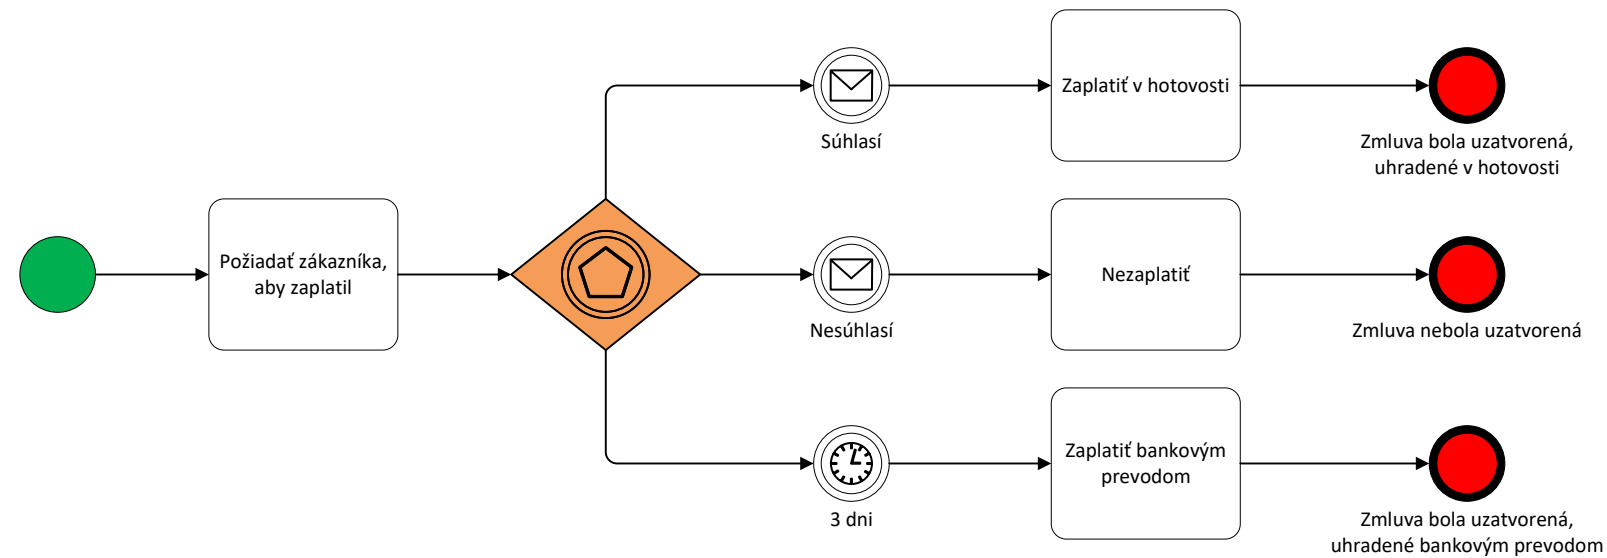 Zaplatiť v hotovosti
Súhlasí
Zmluva bola uzatvorená,
uhradené v hotovosti
Požiadať zákazníka,
aby zaplatil
Nezaplatiť
Nesúhlasí
Zmluva nebola uzatvorená
Zaplatiť bankovým
prevodom
3 dni
Zmluva bola uzatvorená,
uhradené bankovým prevodom